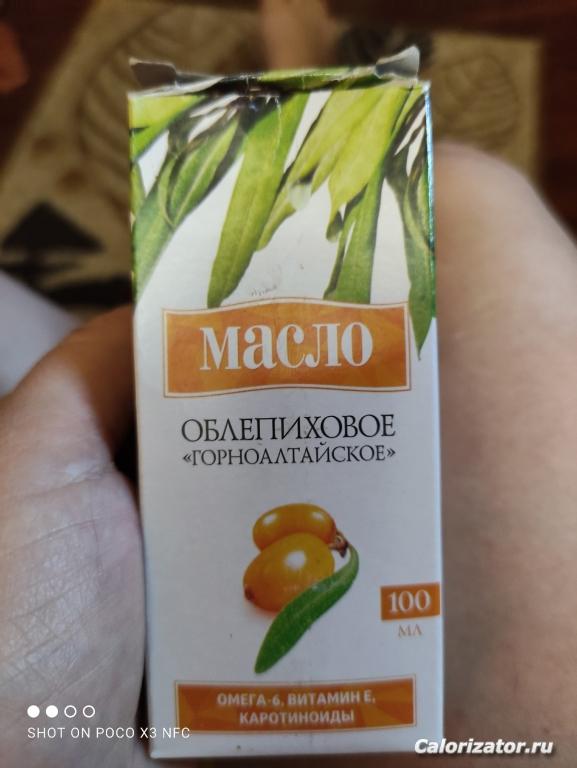 Масло
ОБЛЕПИХОВОЕ
«ГОРНОАЛТАЙСКОЕ»
100
МЛ
ОМЕГА-6, ВИТАМИН Е,
КАРОТИНОИДЫ
SHOT ON POCO X3 NFC
Calorizator.ru